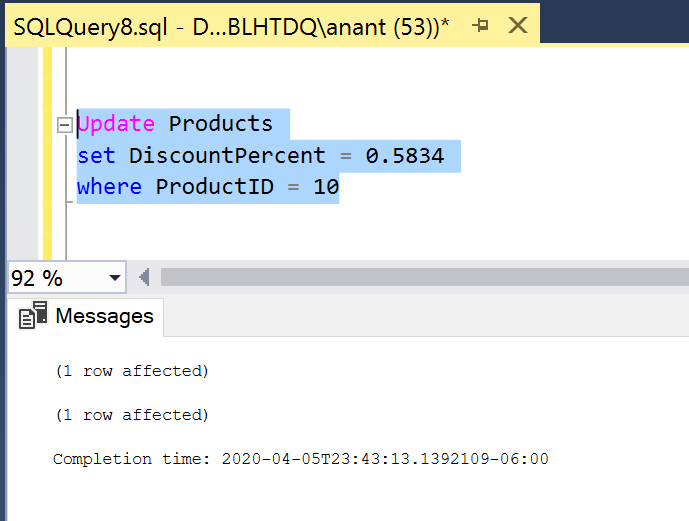 SQLQuery8.sql - D...BLHTDQ\anant (53))*
Update Products
set DiscountPercent = 0.5834
where ProductID = 10
92 %
Messages
(1 row affected)
(1 row affected)
Completion time: 2020-04-05T23:43:13.1392109-06:00